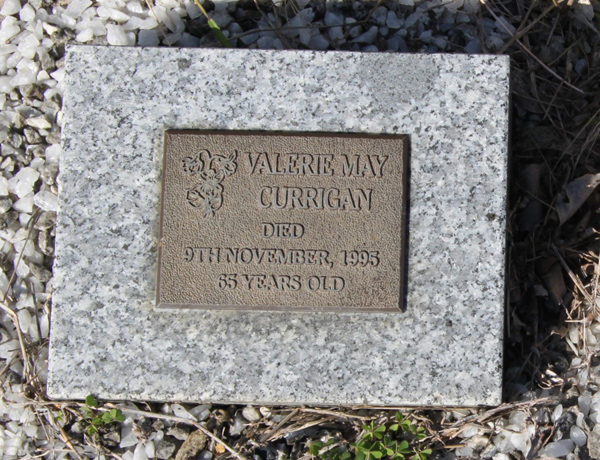 VALERIE MAY
CURRIGAN
DIED
9TH NOVEMBER, 1995
65 YEARS OLD